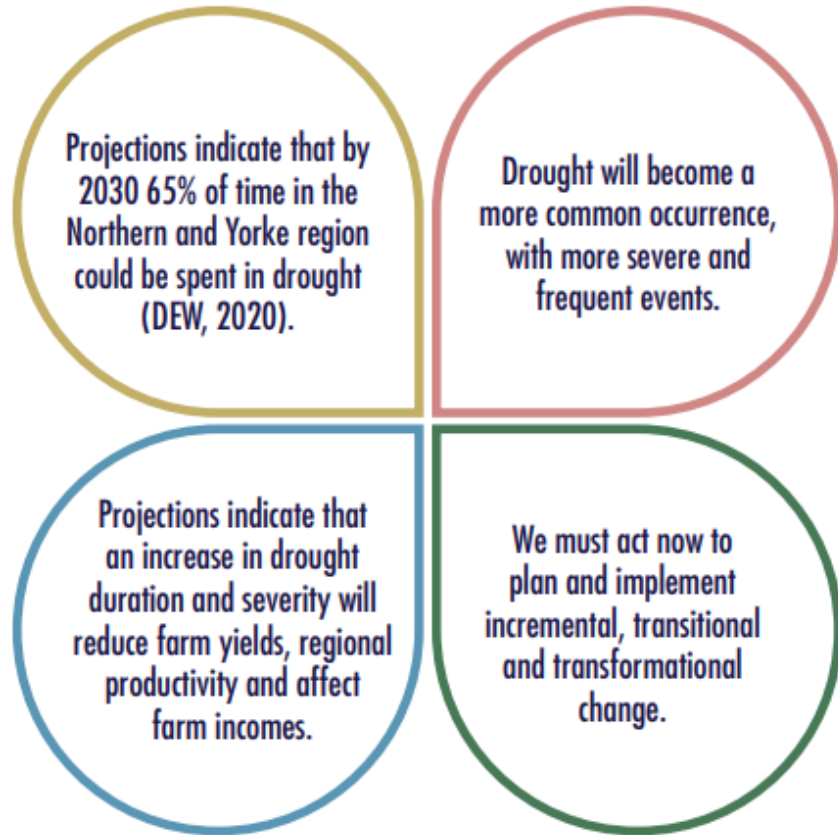 Projections indicate that by
2030 65% of time in the
Northern and Yorke region
could be spent in drought
(DEW, 2020).
Drought will become a
more common occurrence,
with more severe and
frequent events.
Projections indicate that
an increase in drought
duration and severity will
reduce farm yields, regional
productivity and affect
farm incomes.
We must act now to
plan and implement
incremental, transitional
and transformational
change.